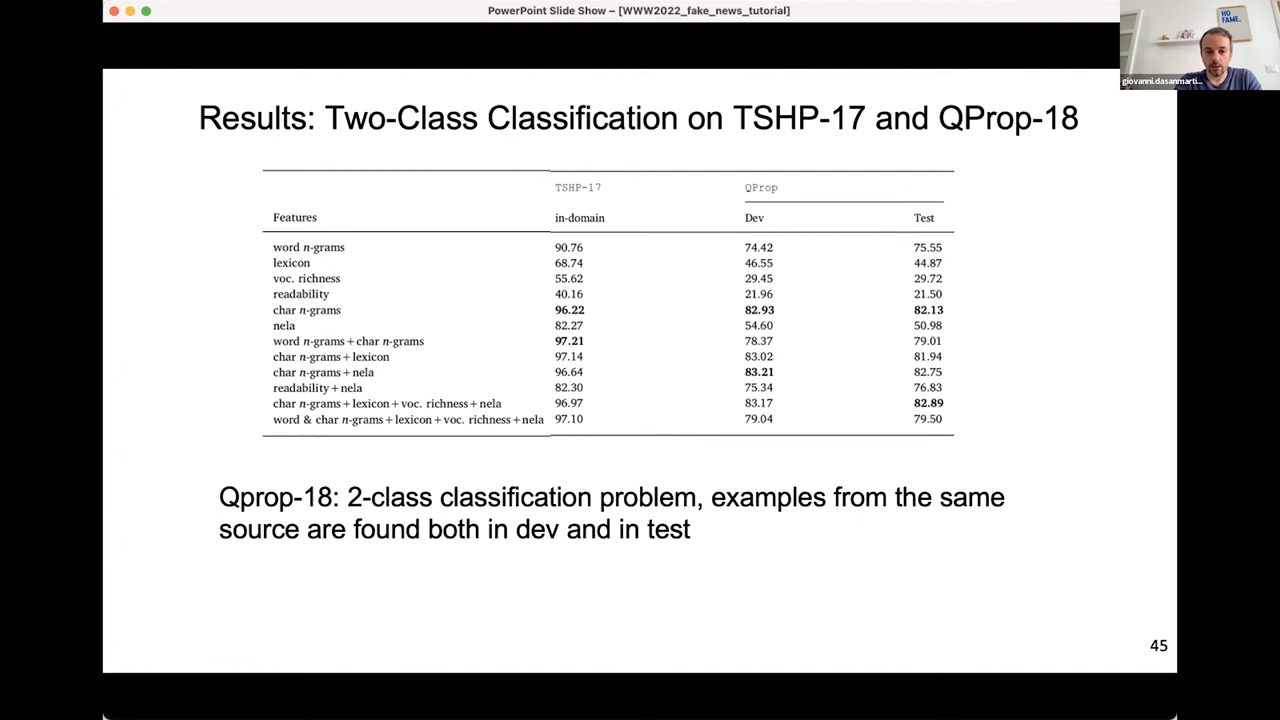 PowerPoint Slide Show – [WWW2022_fake_news_tutorial]
HO
FAME.
giovanni.dasanmarti...
Results: Two-Class Classification on TSHP-17 and QProp-18
TSHP-17 QProp
Features in-domain Dev Test
word n-grams 90.76 74.42 75.55
lexicon 68.74 46.55 44.87
voc. richness 55.62 29.45 29.72
readability 40.16 21.96 21.50
char n-grams 96.22 82.93 82.13
nela 82.27 54.60 50.98
word n-grams + char n-grams 97.21 78.37 79.01
char n-grams + lexicon 97.14 83.02 81.94
char n-grams + nela 96.64 83.21 82.75
readability + nela 82.30 75.34 76.83
char n-grams + lexicon + voc. richness + nela 96.97 83.17 82.89
word & char n-grams + lexicon + voc. richness + nela 97.10 79.04 79.50
Qprop-18: 2-class classification problem, examples from the same
source are found both in dev and in test
45